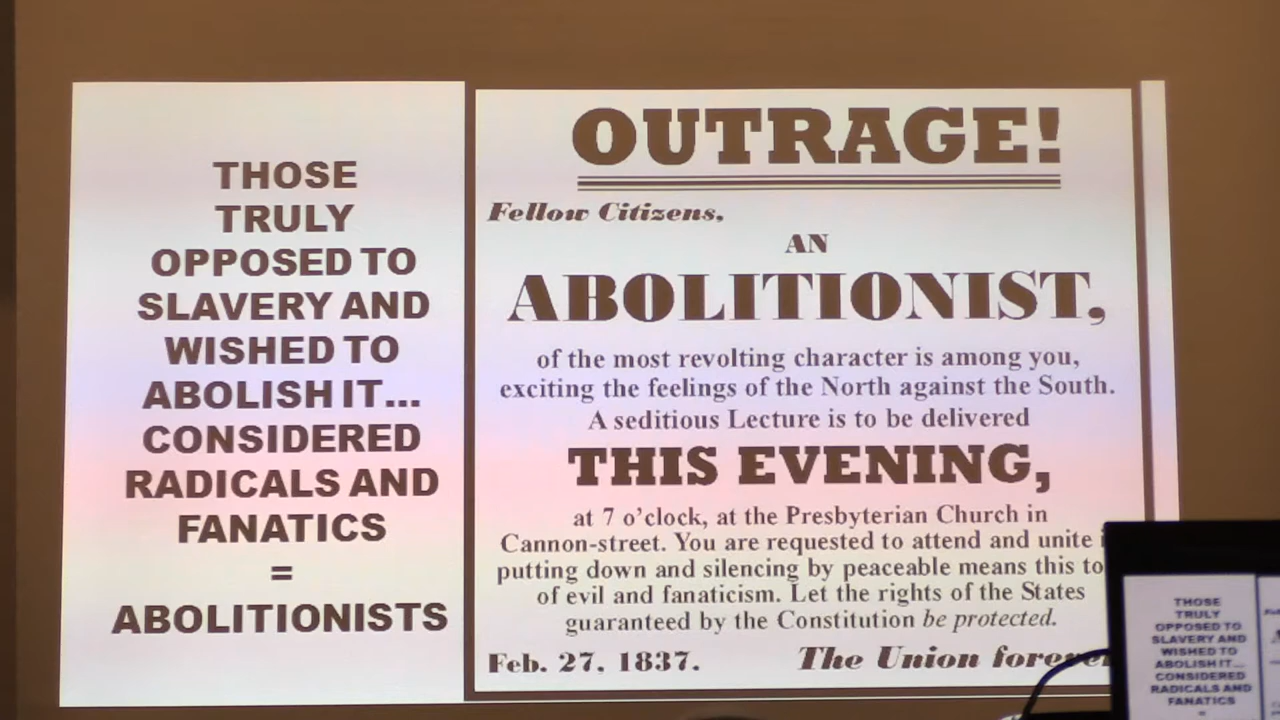 THOSE
TRULY
OPPOSED TO
SLAVERY AND
WISHED TO
ABOLISH IT...
CONSIDERED
RADICALS AND
FANATICS
=
ABOLITIONISTS
OUTRAGE!
Fellow Citizens,
AN
ABOLITIONIST,
of the most revolting character is among you,
exciting the feelings of the North against the South.
A seditious Lecture is to be delivered
THIS EVENING,
at 7 o'clock, at the Presbyterian Church in
Cannon-street. You are requested to attend and unite
putting down and silencing by peaceable means this
of evil and fanaticism. Let the rights of the States
guaranteed by the Constitution be protected.
Feb. 27. 1837. The Union
THOSE
TRULY
OPPOSED TO
SLAVERY AND
WISHED TO
ABOLISH IT...
CONSIDERED
RADICALS AND
FANATICS
=